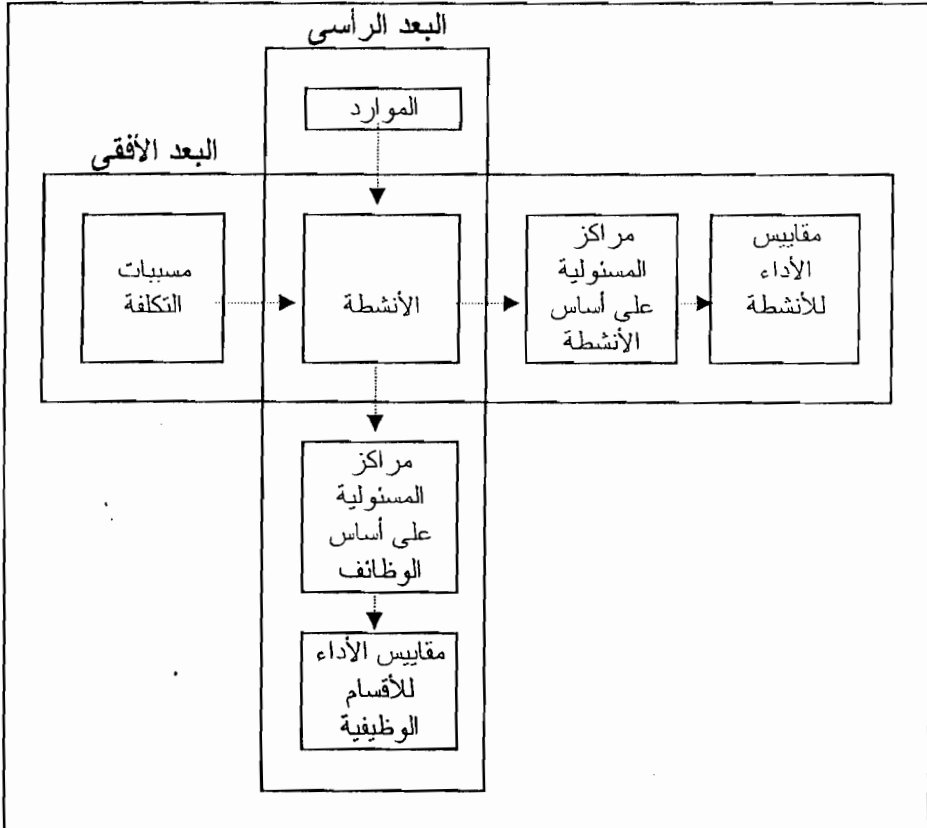 البعد الرأسى
الموارد
البعد الأفقى
مسببات
التكلفة
الأنشطة
مراكز
المسئولية
على أساس
الأنشطة
مقاييس
الأداء
للأنشطة
مراكز
المسئولية
على أساس
الوظائف
مقاييس الأداء
للأقسام
الوظيفية